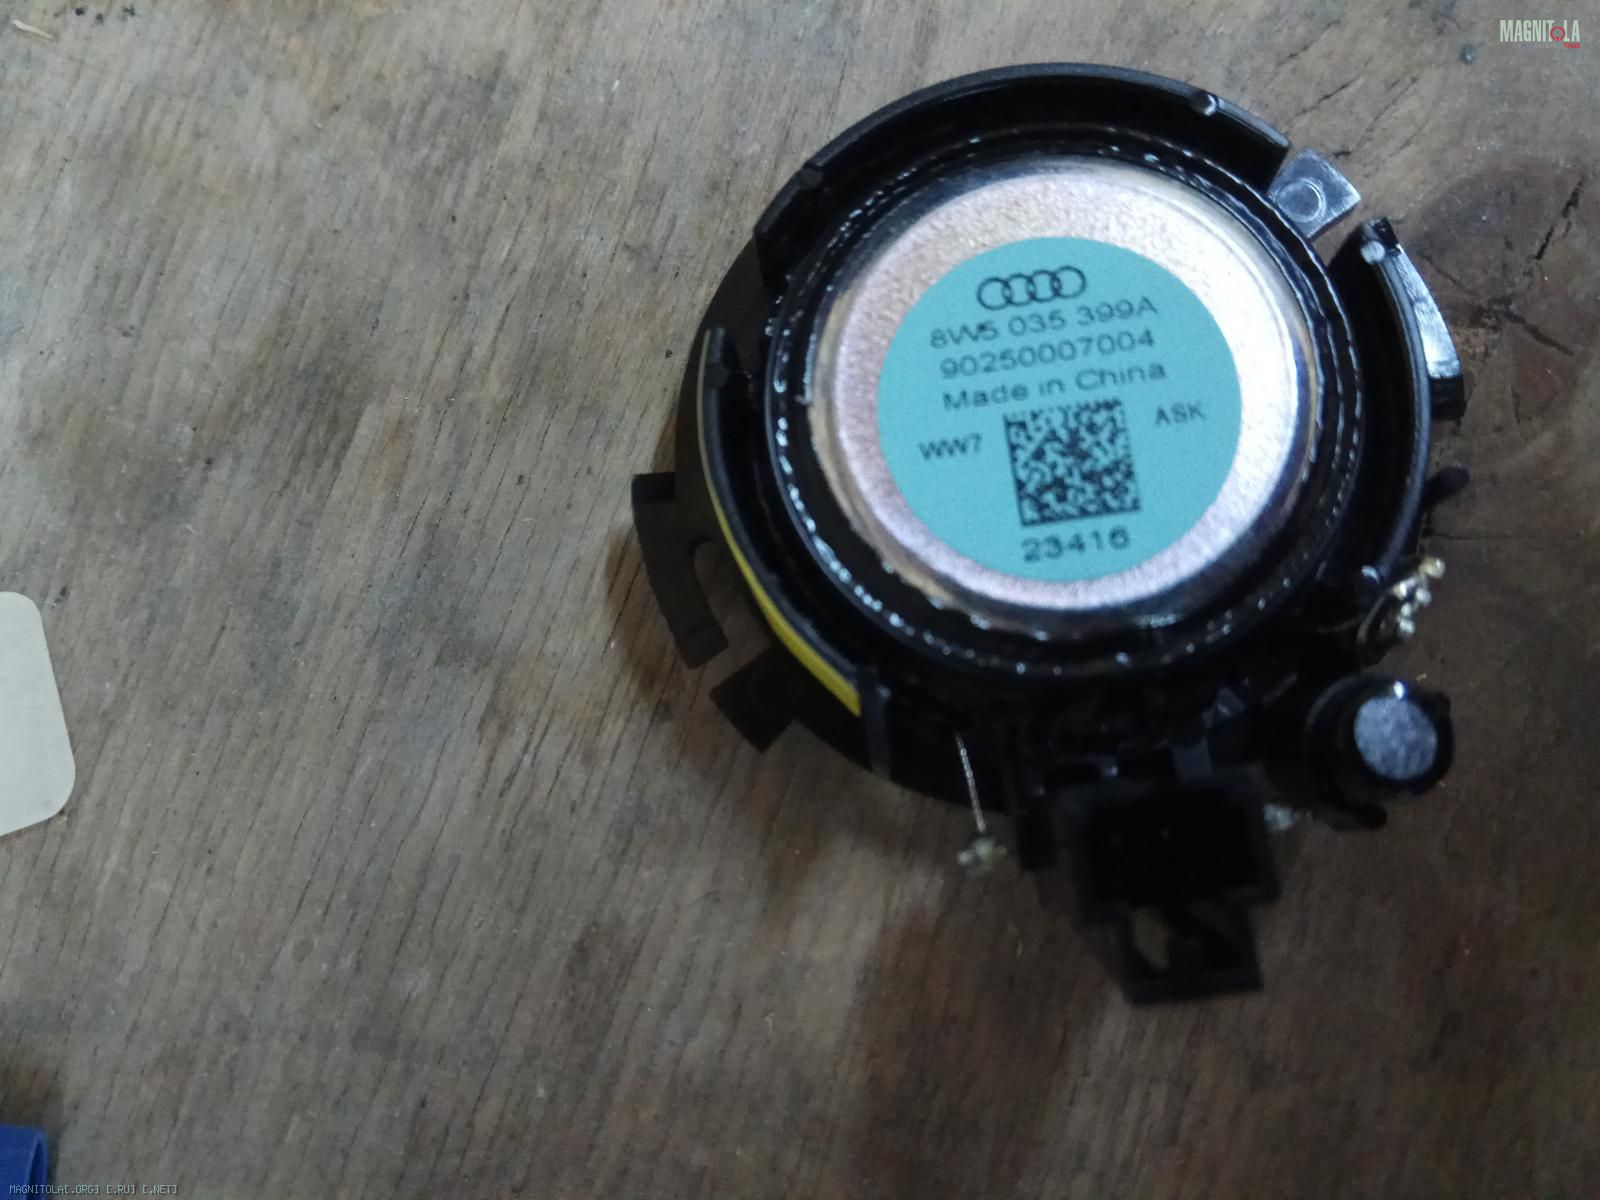 MAGNITOLA
8W5 035 399A
90250007004
Made in China
WW7
ASK
23416
MAGNITOLA[.ORG] [.RU] [.NET]